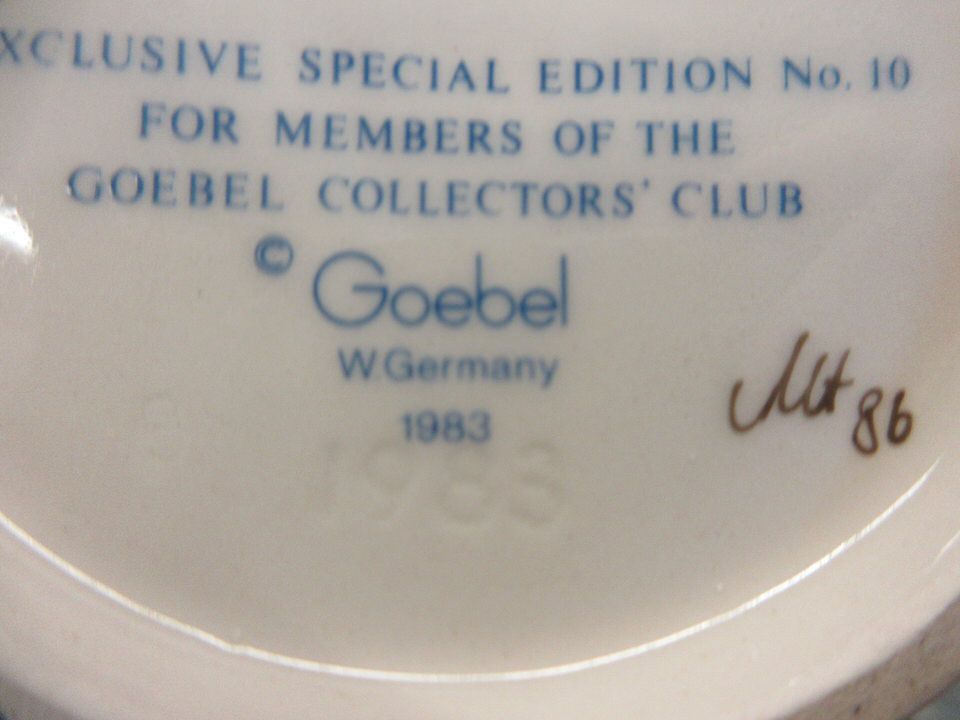 XCLUSIVE SPECIAL EDITION No. 10
FOR MEMBERS OF THE
GOEBEL COLLECTORS' CLUB
© Goebel
W.Germany
1983
86
1983